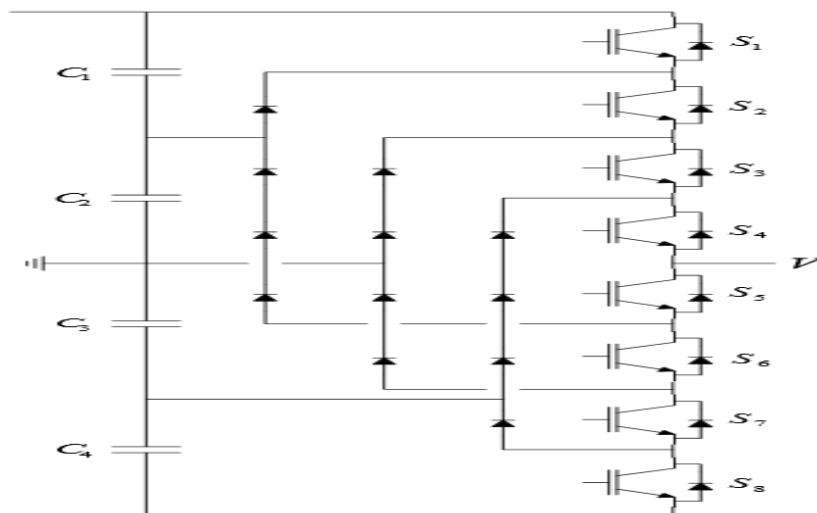 C₁
S₁
S₂
S₃
C₂
S₄
V
S₅
C₃
S₆
S₇
C₄
S₈